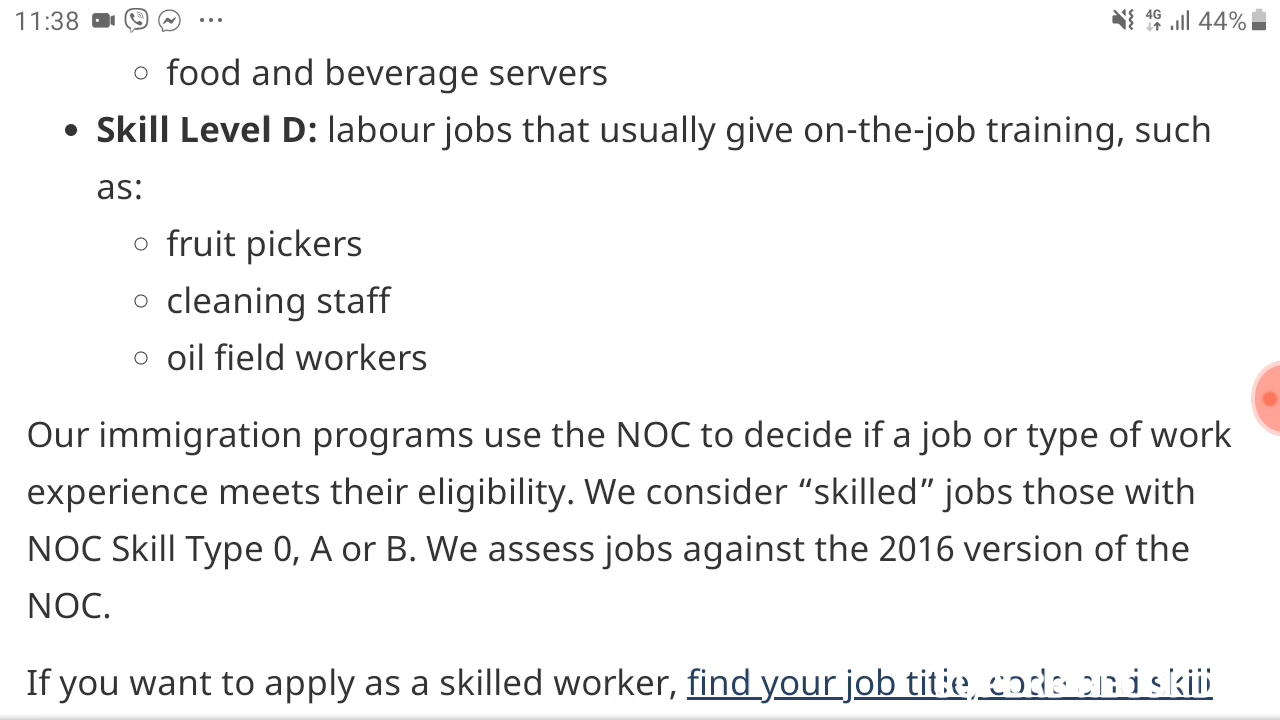 11:38 44%
food and beverage servers
Skill Level D: labour jobs that usually give on-the-job training, such
as:
fruit pickers
cleaning staff
oil field workers
Our immigration programs use the NOC to decide if a job or type of work
experience meets their eligibility. We consider “skilled” jobs those with
NOC Skill Type 0, A or B. We assess jobs against the 2016 version of the
NOC.
If you want to apply as a skilled worker, find your job title, code and skill